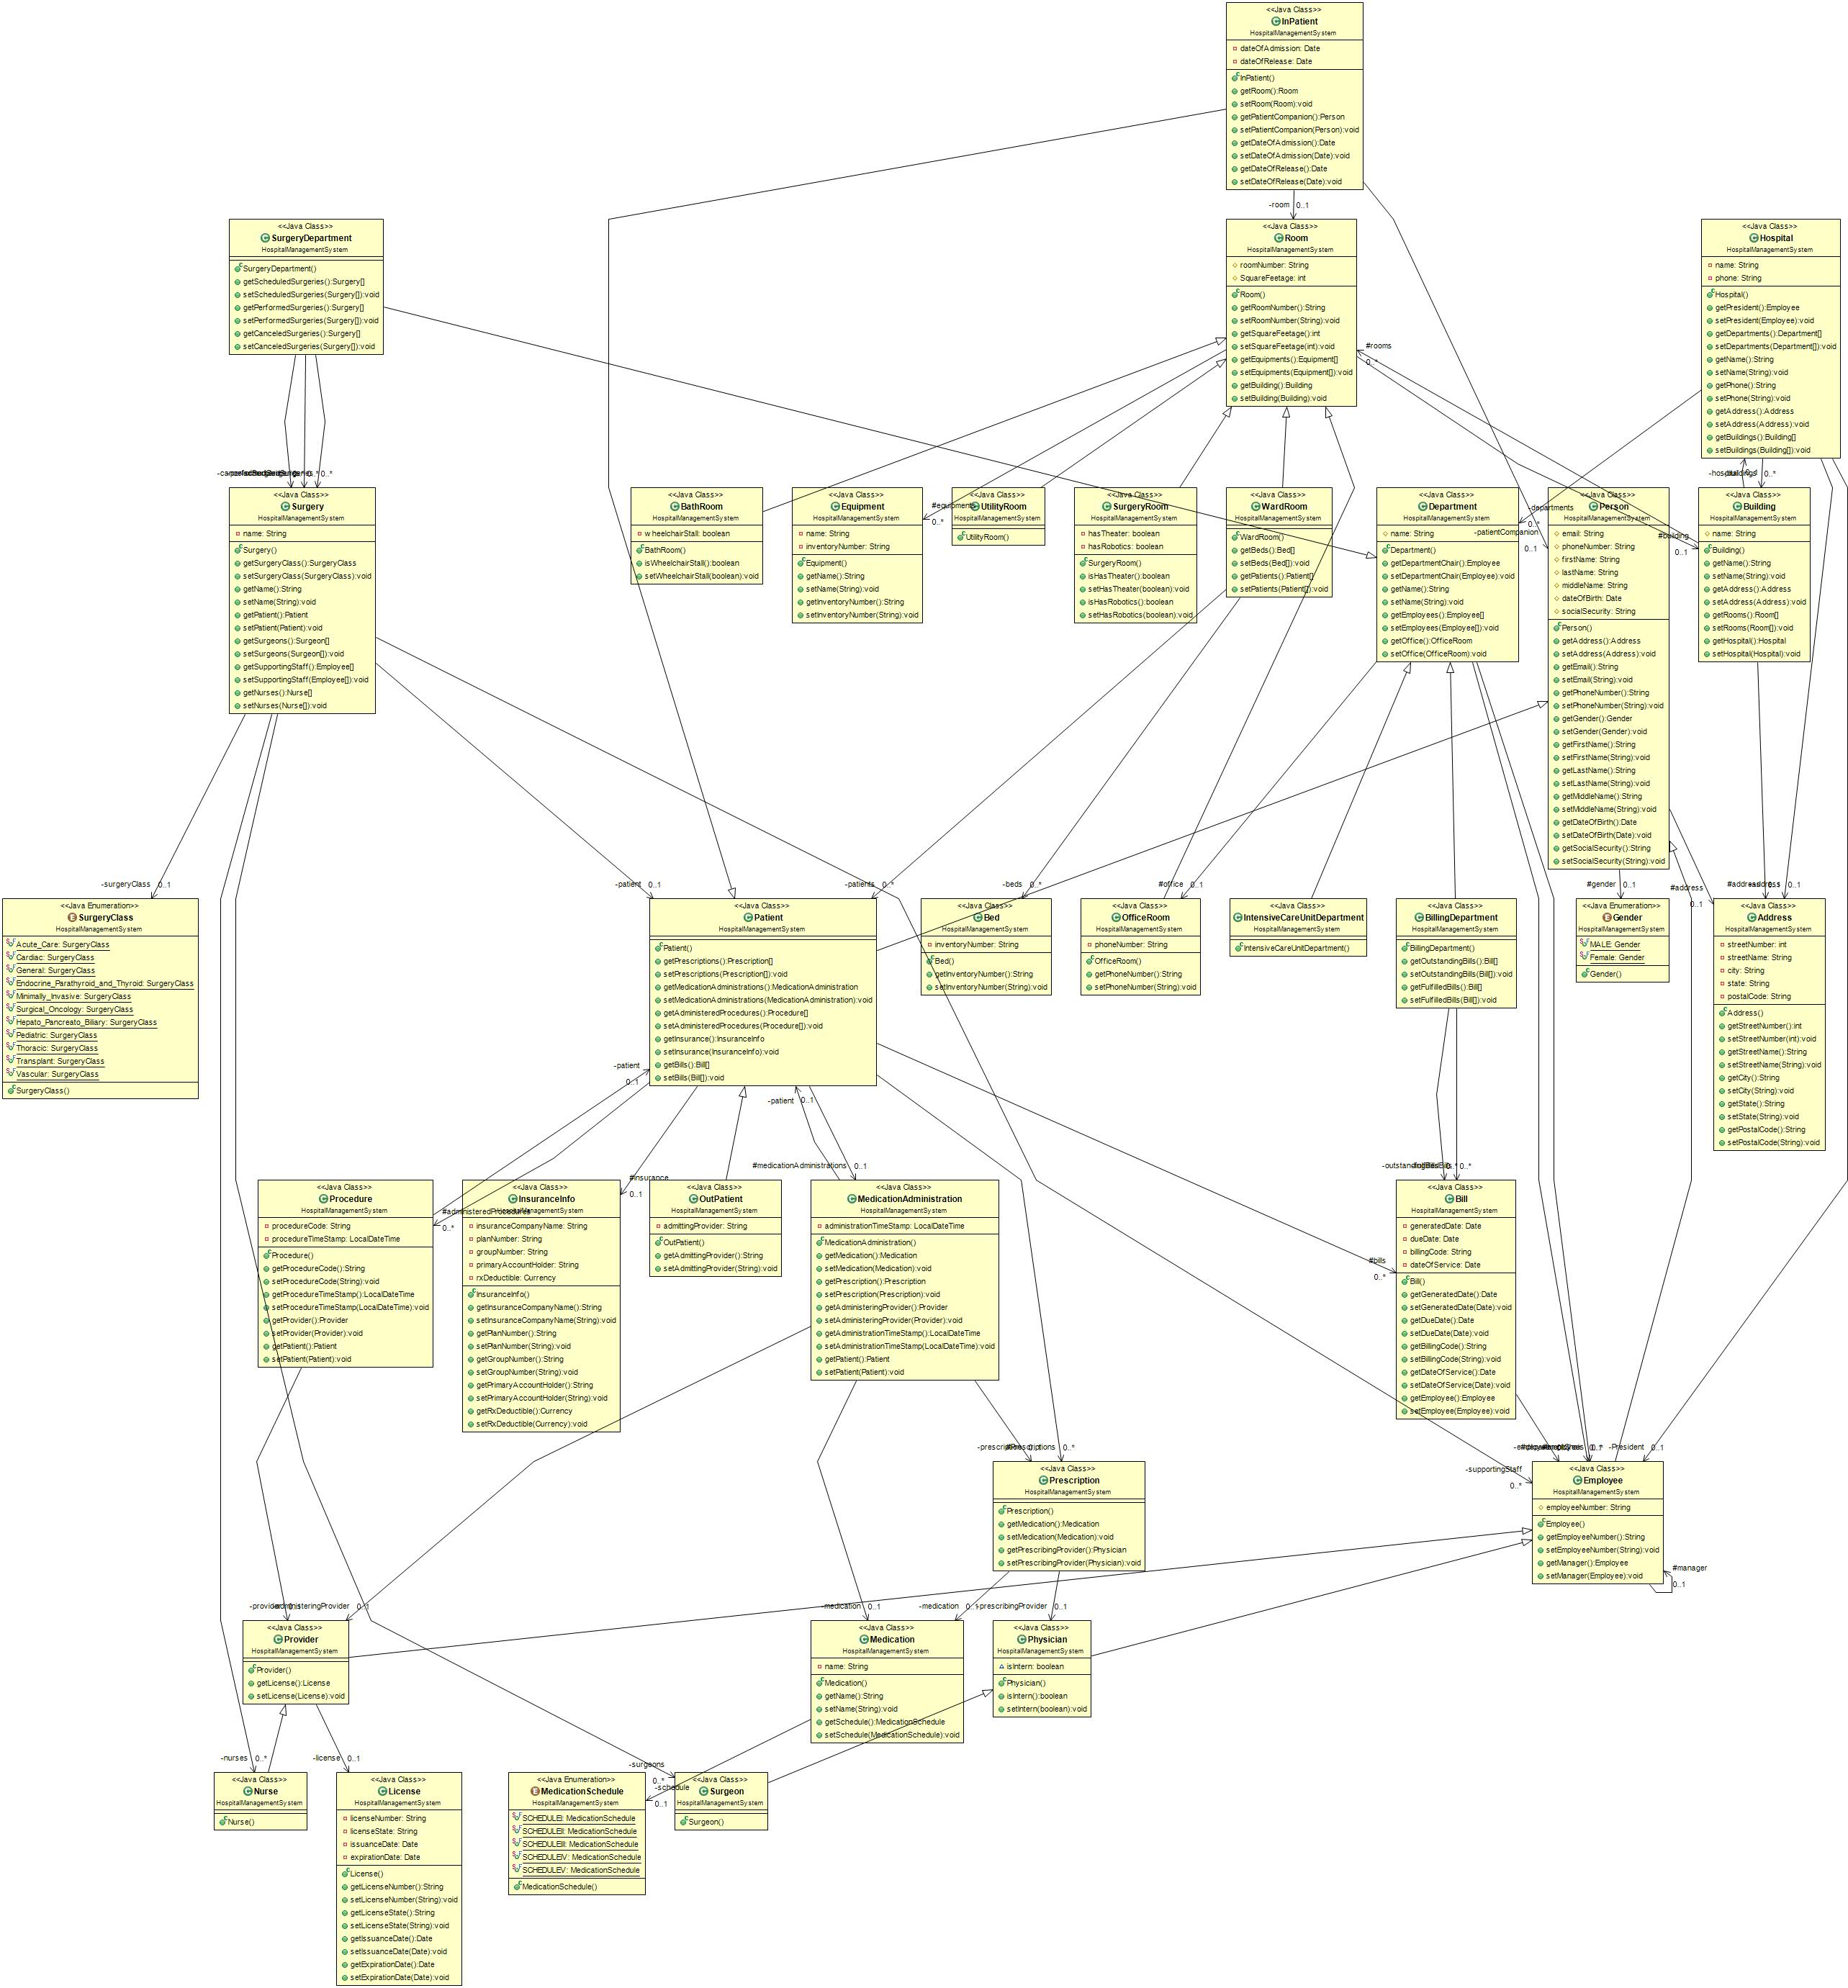 <<Java Class>>
InPatient
HospitalManagementSystem
dateOfAdmission: Date
dateOfRelease: Date
InPatient()
getRoom():Room
setRoom(Room):void
getPatientCompanion():Person
setPatientCompanion(Person):void
getDateOfAdmission():Date
setDateOfAdmission(Date):void
getDateOfRelease():Date
setDateOfRelease(Date):void
-room 0..1
<<Java Class>>
SurgeryDepartment
HospitalManagementSystem
SurgeryDepartment()
getScheduledSurgeries():Surgery[]
setScheduledSurgeries(Surgery[]):void
getPerformedSurgeries():Surgery[]
setPerformedSurgeries(Surgery[]):void
getCanceledSurgeries():Surgery[]
setCanceledSurgeries(Surgery[]):void
<<Java Class>>
Room
HospitalManagementSystem
roomNumber: String
SquareFeetage: int
Room()
getRoomNumber():String
setRoomNumber(String):void
getSquareFeetage():int
setSquareFeetage(int):void
getEquipments():Equipment[]
setEquipments(Equipment[]):void
getBuilding():Building
setBuilding(Building):void
#rooms
0..*
<<Java Class>>
Hospital
HospitalManagementSystem
name: String
phone: String
Hospital()
getPresident():Employee
setPresident(Employee):void
getDepartments():Department[]
setDepartments(Department[]):void
getName():String
setName(String):void
getPhone():String
setPhone(String):void
getAddress():Address
setAddress(Address):void
getBuildings():Building[]
setBuildings(Building[]):void
0..*
0..*
<<Java Class>>
Surgery
HospitalManagementSystem
name: String
Surgery()
getSurgeryClass():SurgeryClass
setSurgeryClass(SurgeryClass):void
getName():String
setName(String):void
getPatient():Patient
setPatient(Patient):void
getSurgeons():Surgeon[]
setSurgeons(Surgeon[]):void
getSupportingStaff():Employee[]
setSupportingStaff(Employee[]):void
getNurses():Nurse[]
setNurses(Nurse[]):void
<<Java Class>>
BathRoom
HospitalManagementSystem
wheelchairStall: boolean
BathRoom()
isWheelchairStall():boolean
setWheelchairStall(boolean):void
<<Java Class>>
Equipment
HospitalManagementSystem
name: String
inventoryNumber: String
Equipment()
getName():String
setName(String):void
getInventoryNumber():String
setInventoryNumber(String):void
#equipments
0..*
<<Java Class>>
UtilityRoom
HospitalManagementSystem
UtilityRoom()
<<Java Class>>
SurgeryRoom
HospitalManagementSystem
hasTheater: boolean
hasRobotics: boolean
SurgeryRoom()
isHasTheater():boolean
setHasTheater(boolean):void
isHasRobotics():boolean
setHasRobotics(boolean):void
<<Java Class>>
WardRoom
HospitalManagementSystem
WardRoom()
getBeds():Bed[]
setBeds(Bed[]):void
getPatients():Patient[]
setPatients(Patient[]):void
<<Java Class>>
Department
HospitalManagementSystem
name: String
Department()
getDepartmentChair():Employee
setDepartmentChair(Employee):void
getName():String
setName(String):void
getEmployees():Employee[]
setEmployees(Employee[]):void
getOffice():OfficeRoom
setOffice(OfficeRoom):void
-departments
0..*
-patientCompanion
0..1
<<Java Class>>
Person
HospitalManagementSystem
email: String
phoneNumber: String
firstName: String
lastName: String
middleName: String
dateOfBirth: Date
socialSecurity: String
Person()
getAddress():Address
setAddress(Address):void
getEmail():String
setEmail(String):void
getPhoneNumber():String
setPhoneNumber(String):void
getGender():Gender
setGender(Gender):void
getFirstName():String
setFirstName(String):void
getLastName():String
setLastName(String):void
getMiddleName():String
setMiddleName(String):void
getDateOfBirth():Date
setDateOfBirth(Date):void
getSocialSecurity():String
setSocialSecurity(String):void
#building
0..1
<<Java Class>>
Building
HospitalManagementSystem
name: String
Building()
getName():String
setName(String):void
getAddress():Address
setAddress(Address):void
getRooms():Room[]
setRooms(Room[]):void
getHospital():Hospital
setHospital(Hospital):void
-surgeryClass 0..1
<<Java Enumeration>>
SurgeryClass
HospitalManagementSystem
Acute_Care: SurgeryClass
Cardiac: SurgeryClass
General: SurgeryClass
Endocrine_Parathyroid_and_Thyroid: SurgeryClass
Minimally_Invasive: SurgeryClass
Surgical_Oncology: SurgeryClass
Hepato_Pancreato_Biliary: SurgeryClass
Pediatric: SurgeryClass
Thoracic: SurgeryClass
Transplant: SurgeryClass
Vascular: SurgeryClass
SurgeryClass()
-patient 0..1
-patients 0..*
<<Java Class>>
Patient
HospitalManagementSystem
Patient()
getPrescriptions():Prescription[]
setPrescriptions(Prescription[]):void
getMedicationAdministrations():MedicationAdministration
setMedicationAdministrations(MedicationAdministration):void
getAdministeredProcedures():Procedure[]
setAdministeredProcedures(Procedure[]):void
getInsurance():InsuranceInfo
setInsurance(InsuranceInfo):void
getBills():Bill[]
setBills(Bill[]):void
-beds 0..*
<<Java Class>>
Bed
HospitalManagementSystem
inventoryNumber: String
Bed()
getInventoryNumber():String
setInventoryNumber(String):void
#office 0..1
<<Java Class>>
OfficeRoom
HospitalManagementSystem
phoneNumber: String
OfficeRoom()
getPhoneNumber():String
setPhoneNumber(String):void
<<Java Class>>
IntensiveCareUnitDepartment
HospitalManagementSystem
IntensiveCareUnitDepartment()
<<Java Class>>
BillingDepartment
HospitalManagementSystem
BillingDepartment()
getOutstandingBills():Bill[]
setOutstandingBills(Bill[]):void
getFulfilledBills():Bill[]
setFulfilledBills(Bill[]):void
#gender 0..1
<<Java Enumeration>>
Gender
HospitalManagementSystem
MALE: Gender
Female: Gender
Gender()
#address
0..1
#address
0..1
<<Java Class>>
Address
HospitalManagementSystem
streetNumber: int
streetName: String
city: String
state: String
postalCode: String
Address()
getStreetNumber():int
setStreetNumber(int):void
getStreetName():String
setStreetName(String):void
getCity():String
setCity(String):void
getState():String
setState(String):void
getPostalCode():String
setPostalCode(String):void
-patient
0..1
-patient 0..1
<<Java Class>>
Procedure
HospitalManagementSystem
procedureCode: String
procedureTimeStamp: LocalDateTime
Procedure()
getProcedureCode():String
setProcedureCode(String):void
getProcedureTimeStamp():LocalDateTime
setProcedureTimeStamp(LocalDateTime):void
getProvider():Provider
setProvider(Provider):void
getPatient():Patient
setPatient(Patient):void
#administeredProcedures
0..*
<<Java Class>>
InsuranceInfo
HospitalManagementSystem
insuranceCompanyName: String
planNumber: String
groupNumber: String
primaryAccountHolder: String
rxDeductible: Currency
InsuranceInfo()
getInsuranceCompanyName():String
setInsuranceCompanyName(String):void
getPlanNumber():String
setPlanNumber(String):void
getGroupNumber():String
setGroupNumber(String):void
getPrimaryAccountHolder():String
setPrimaryAccountHolder(String):void
getRxDeductible():Currency
setRxDeductible(Currency):void
#insurance
0..1
<<Java Class>>
OutPatient
HospitalManagementSystem
admittingProvider: String
OutPatient()
getAdmittingProvider():String
setAdmittingProvider(String):void
#medicationAdministrations 0..1
<<Java Class>>
MedicationAdministration
HospitalManagementSystem
administrationTimeStamp: LocalDateTime
MedicationAdministration()
getMedication():Medication
setMedication(Medication):void
getPrescription():Prescription
setPrescription(Prescription):void
getAdministeringProvider():Provider
setAdministeringProvider(Provider):void
getAdministrationTimeStamp():LocalDateTime
setAdministrationTimeStamp(LocalDateTime):void
getPatient():Patient
setPatient(Patient):void
0..*
#bills
0..*
<<Java Class>>
Bill
HospitalManagementSystem
generatedDate: Date
dueDate: Date
billingCode: String
dateOfService: Date
Bill()
getGeneratedDate():Date
setGeneratedDate(Date):void
getDueDate():Date
setDueDate(Date):void
getBillingCode():String
setBillingCode(String):void
getDateOfService():Date
setDateOfService(Date):void
getEmployee():Employee
setEmployee(Employee):void
0..*
<<Java Class>>
Prescription
HospitalManagementSystem
Prescription()
getMedication():Medication
setMedication(Medication):void
getPrescribingProvider():Physician
setPrescribingProvider(Physician):void
-President 0..1
-supportingStaff
0..*
<<Java Class>>
Employee
HospitalManagementSystem
employeeNumber: String
Employee()
getEmployeeNumber():String
setEmployeeNumber(String):void
getManager():Employee
setManager(Employee):void
#manager
0..1
0..1
<<Java Class>>
Provider
HospitalManagementSystem
Provider()
getLicense():License
setLicense(License):void
-medication 0..1
<<Java Class>>
Medication
HospitalManagementSystem
name: String
Medication()
getName():String
setName(String):void
getSchedule():MedicationSchedule
setSchedule(MedicationSchedule):void
-medication
-prescribingProvider 0..1
<<Java Class>>
Physician
HospitalManagementSystem
isIntern: boolean
Physician()
isIntern():boolean
setIntern(boolean):void
-nurses 0..*
<<Java Class>>
Nurse
HospitalManagementSystem
Nurse()
-license 0..1
<<Java Class>>
License
HospitalManagementSystem
licenseNumber: String
licenseState: String
issuanceDate: Date
expirationDate: Date
License()
getLicenseNumber():String
setLicenseNumber(String):void
getLicenseState():String
setLicenseState(String):void
getIssuanceDate():Date
setIssuanceDate(Date):void
getExpirationDate():Date
setExpirationDate(Date):void
<<Java Enumeration>>
MedicationSchedule
HospitalManagementSystem
SCHEDULEI: MedicationSchedule
SCHEDULEII: MedicationSchedule
SCHEDULEIII: MedicationSchedule
SCHEDULEIV: MedicationSchedule
SCHEDULEV: MedicationSchedule
MedicationSchedule()
-surgeons
0..*
-schedule
0..1
<<Java Class>>
Surgeon
HospitalManagementSystem
Surgeon()